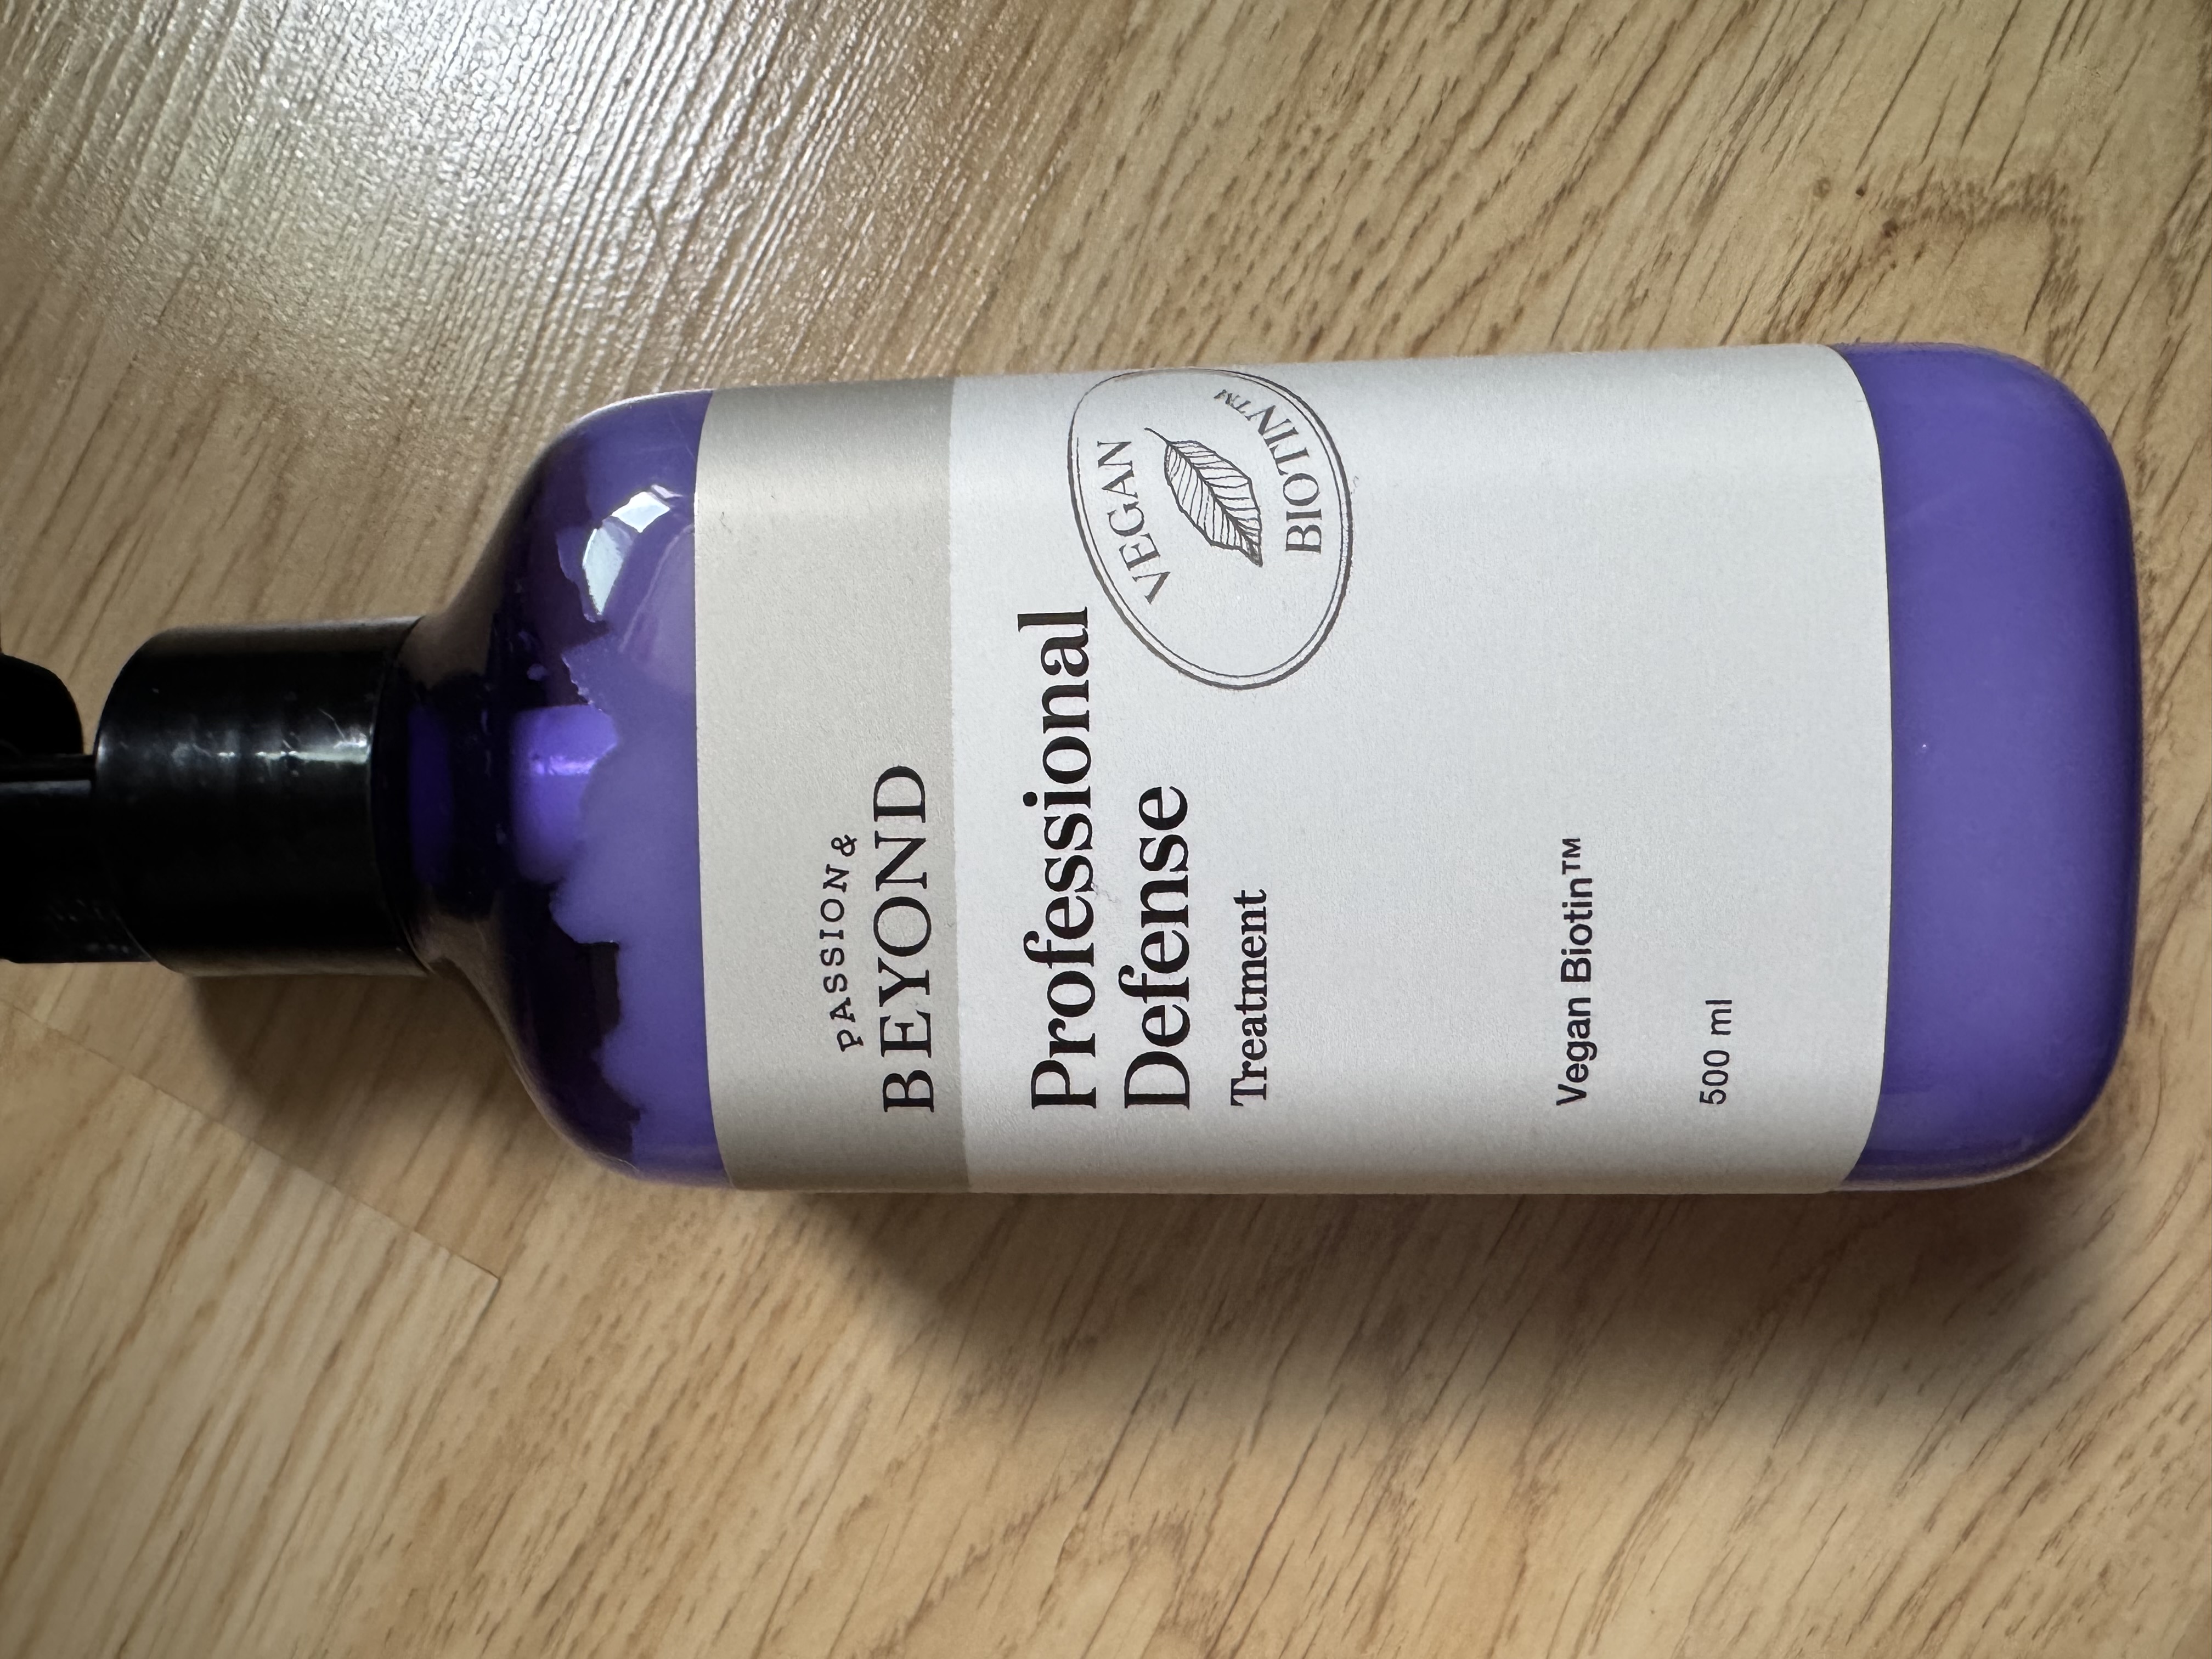 PASSION &
BEYOND
Professional
Defense
Treatment
VEGAN
BIOTIN™
Vegan Biotin™
500 ml